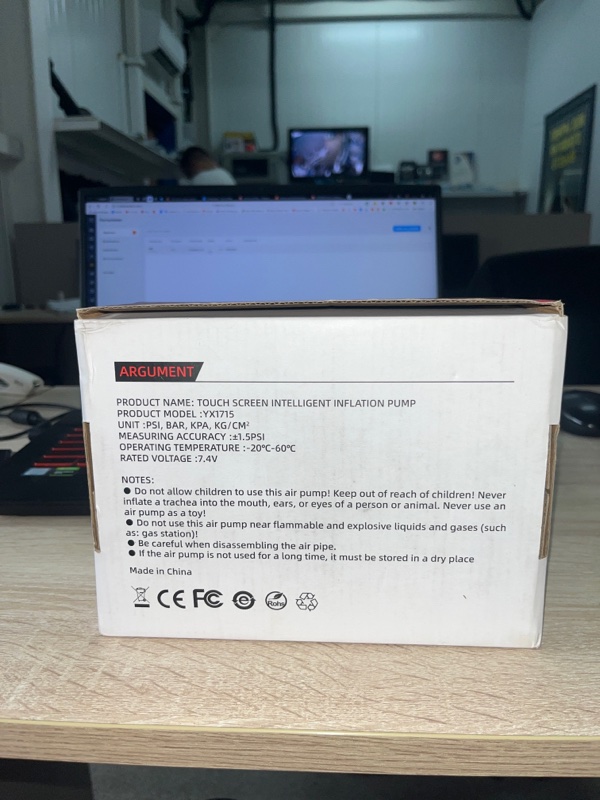 ARGUMENT
PRODUCT NAME: TOUCH SCREEN INTELLIGENT INFLATION PUMP
PRODUCT MODEL :YX1715
UNIT :PSI, BAR, KPA, KG/CM²
MEASURING ACCURACY :±1.5PSI
OPERATING TEMPERATURE :-20℃-60℃
RATED VOLTAGE :7.4V
NOTES:
● Do not allow children to use this air pump! Keep out of reach of children! Never
inflate a trachea into the mouth, ears, or eyes of a person or animal. Never use an
air pump as a toy!
● Do not use this air pump near flammable and explosive liquids and gases (such
as: gas station)!
● Be careful when disassembling the air pipe.
● If the air pump is not used for a long time, it must be stored in a dry place
Made in China
CE FC e RoHS